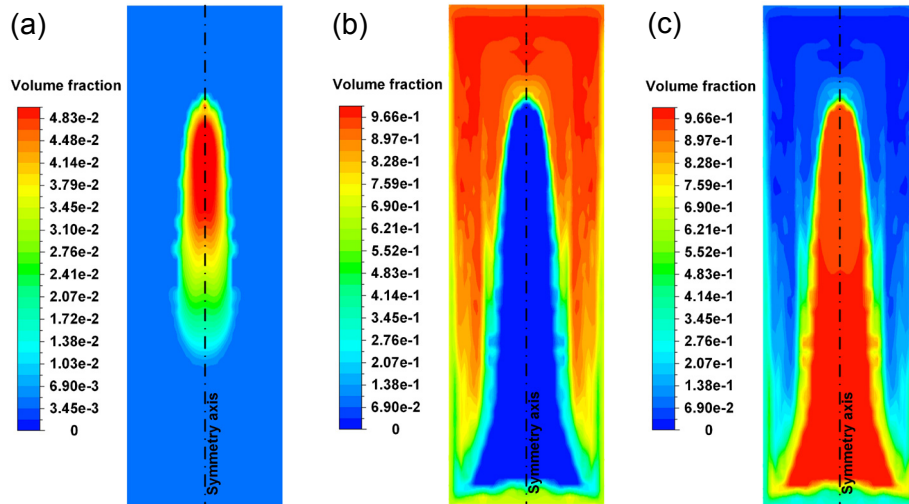 (a)
Volume fraction
4.83e-2
4.48e-2
4.14e-2
3.79e-2
3.45e-2
3.10e-2
2.76e-2
2.41e-2
2.07e-2
1.72e-2
1.38e-2
1.03e-2
6.90e-3
3.45e-3
0
Symmetry axis
(b)
Volume fraction
9.66e-1
8.97e-1
8.28e-1
7.59e-1
6.90e-1
6.21e-1
5.52e-1
4.83e-1
4.14e-1
3.45e-1
2.76e-1
2.07e-1
1.38e-1
6.90e-2
0
Symmetry axis
(c)
Volume fraction
9.66e-1
8.97e-1
8.28e-1
7.59e-1
6.90e-1
6.21e-1
5.52e-1
4.83e-1
4.14e-1
3.45e-1
2.76e-1
2.07e-1
1.38e-1
6.90e-2
0
Symmetry axis